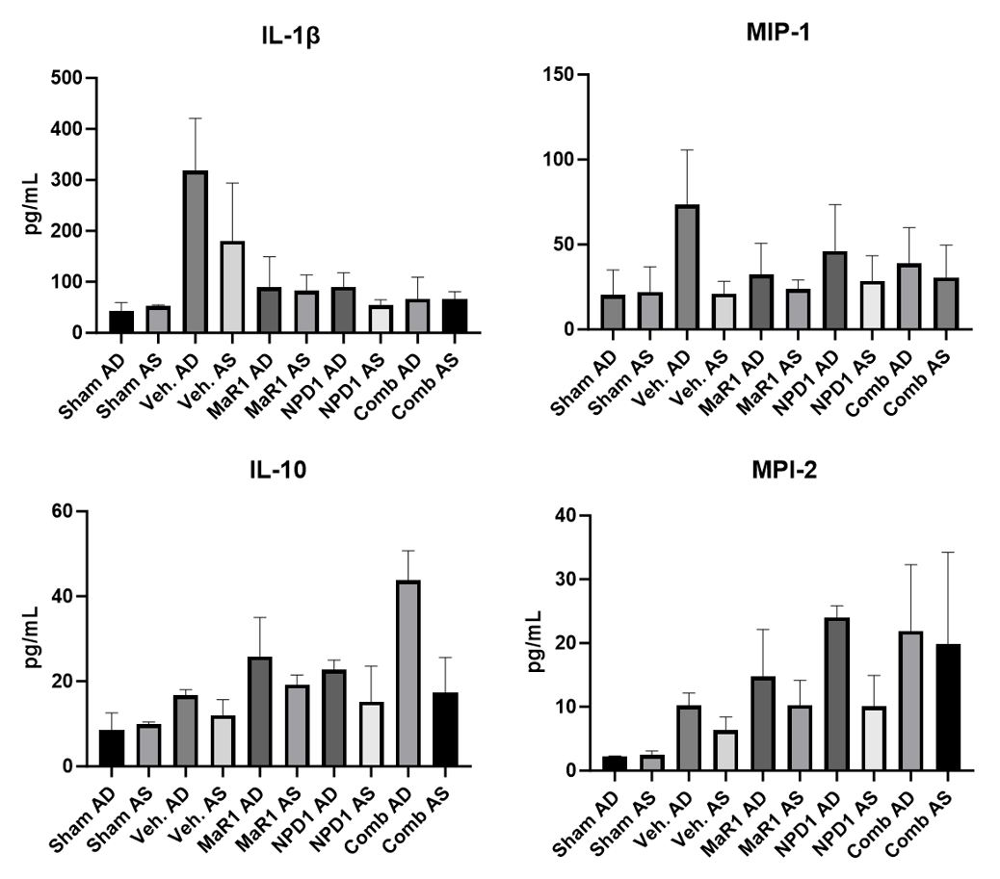 IL-1β
500
400
300
200
100
0
pg/mL
Sham AD
Sham AS
Veh. AD
Veh. AS
MaR1 AD
MaR1 AS
NPD1 AD
NPD1 AS
Comb AD
Comb AS
MIP-1
150
100
50
0
Sham AD
Sham AS
Veh. AD
Veh. AS
MaR1 AD
MaR1 AS
NPD1 AD
NPD1 AS
Comb AD
Comb AS
IL-10
60
40
20
0
pg/mL
Sham AD
Sham AS
Veh. AD
Veh. AS
MaR1 AD
MaR1 AS
NPD1 AD
NPD1 AS
Comb AD
Comb AS
MPI-2
40
30
20
10
0
pg/mL
Sham AD
Sham AS
Veh. AD
Veh. AS
MaR1 AD
MaR1 AS
NPD1 AD
NPD1 AS
Comb AD
Comb AS